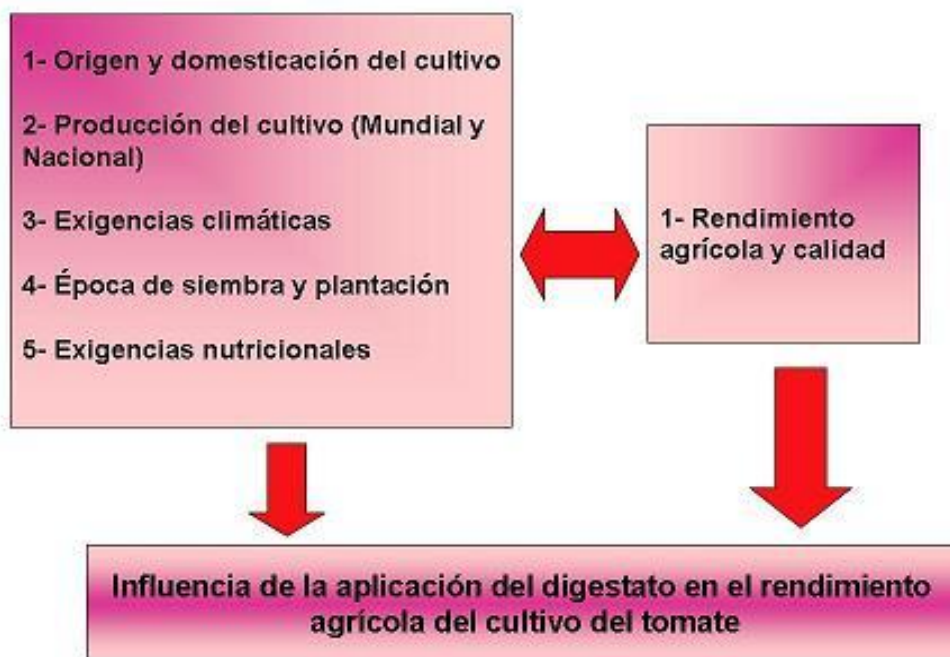 1- Origen y domesticación del cultivo
2- Producción del cultivo (Mundial y
Nacional)
3- Exigencias climáticas
4- Época de siembra y plantación
5- Exigencias nutricionales
1- Rendimiento
agrícola y calidad
Influencia de la aplicación del digestato en el rendimiento
agrícola del cultivo del tomate